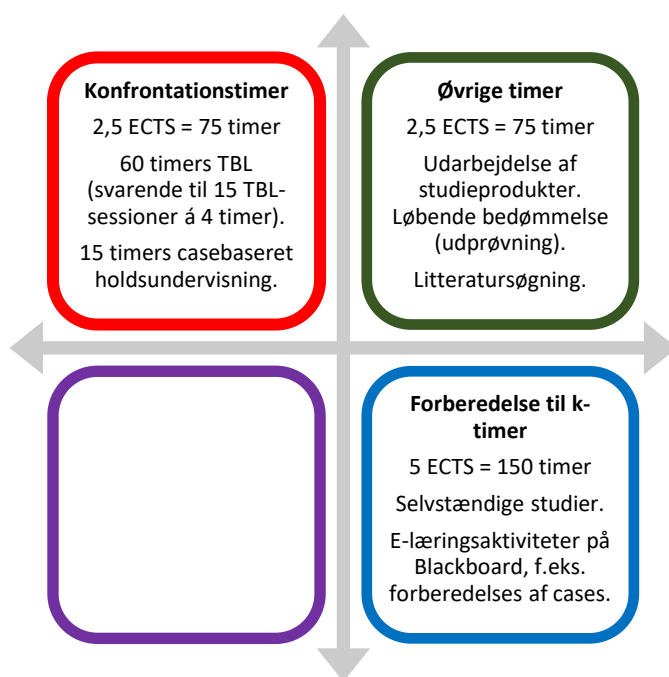 Konfrontationstimer
2,5 ECTS = 75 timer
60 timers TBL
(svarende til 15 TBL-
sessioner á 4 timer).
15 timers casebaseret
holdsundervisning.
Øvrige timer
2,5 ECTS = 75 timer
Udarbejdelse af
studieprodukter.
Løbende bedømmelse
(udprøvning).
Litteratursøgning.
Forberedelse til k-
timer
5 ECTS = 150 timer
Selvstændige studier.
E-læringsaktiviteter på
Blackboard, f.eks.
forberedelses af cases.